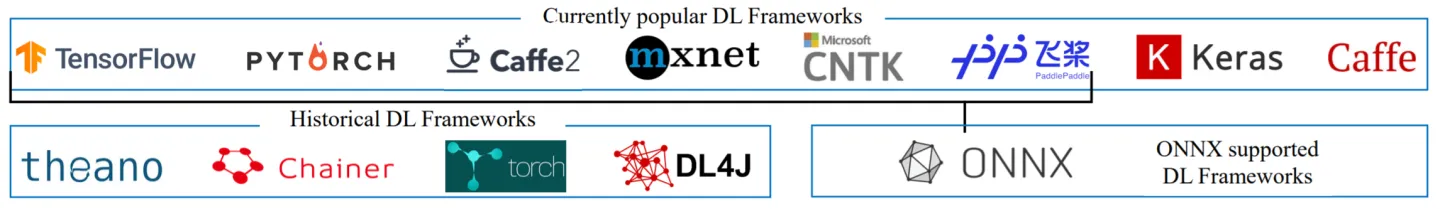 Currently popular DL Frameworks
TensorFlow
PYTORCH
Caffe2
mxnet
Microsoft
CNTK
飞桨
PaddlePaddle
K Keras
Caffe
Historical DL Frameworks
theano
Chainer
torch
DL4J
ONNX
ONNX supported
DL Frameworks